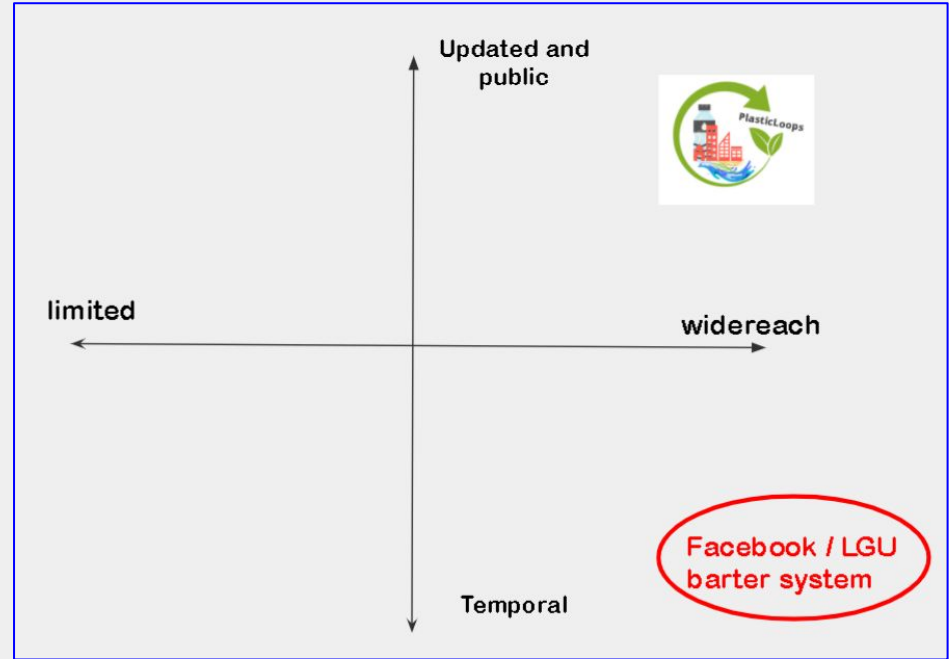 Updated and
public
PlasticLoops
limited
widereach
Facebook / LGU
barter system
Temporal